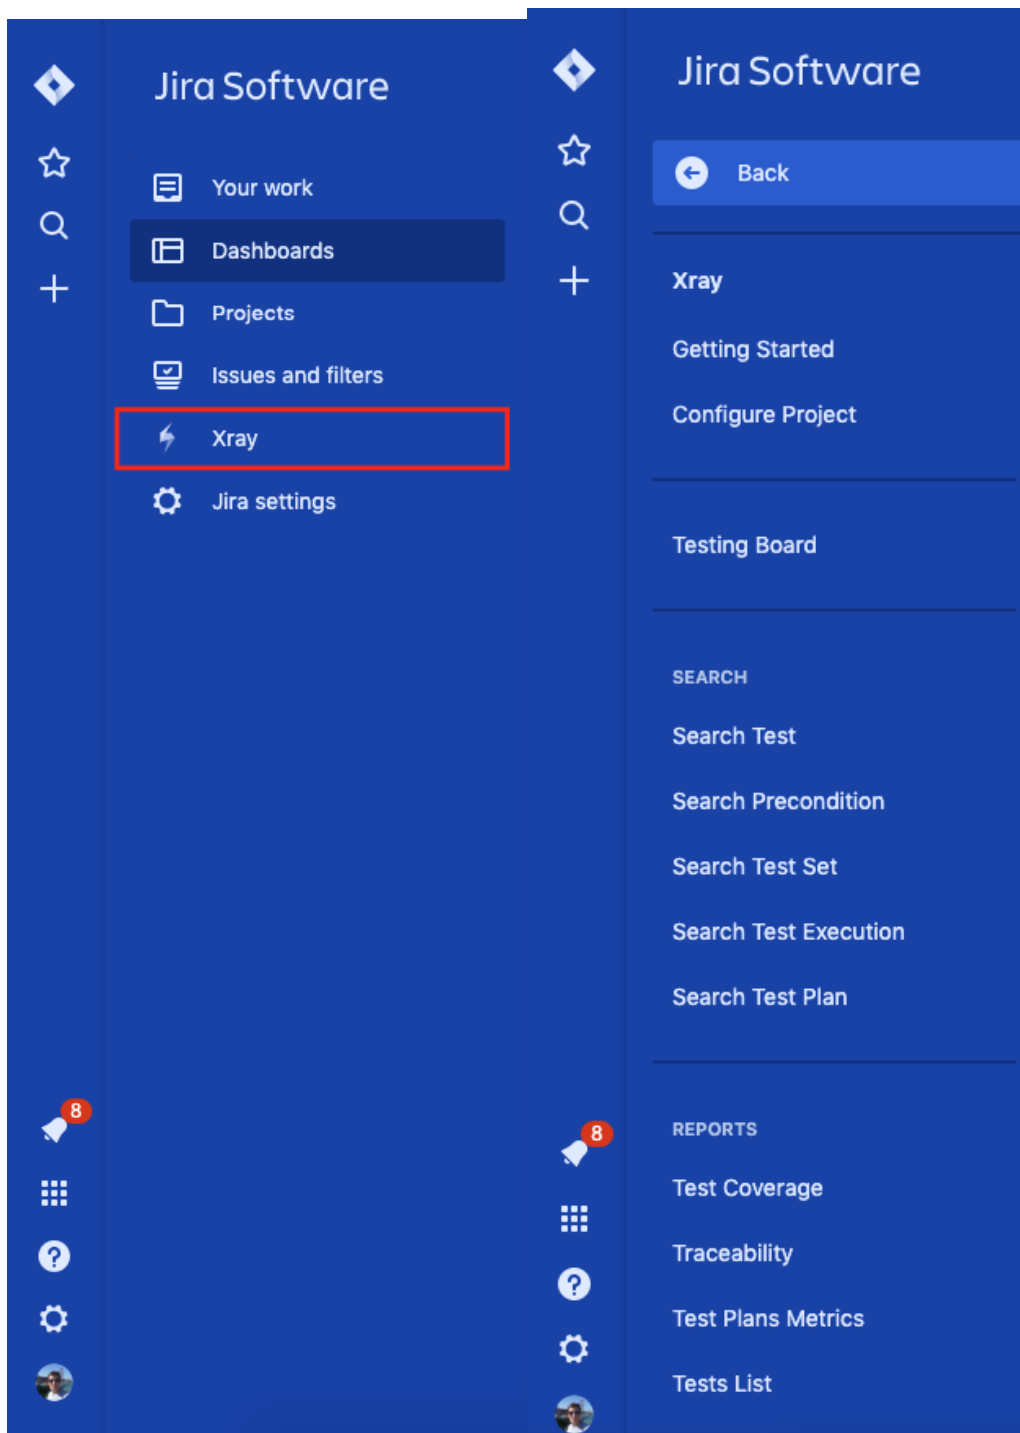 Jira Software
Your work
Dashboards
Projects
Issues and filters
Xray
Jira settings
8
Jira Software
Back
Xray
Getting Started
Configure Project
Testing Board
SEARCH
Search Test
Search Precondition
Search Test Set
Search Test Execution
Search Test Plan
REPORTS
Test Coverage
Traceability
Test Plans Metrics
Tests List
8